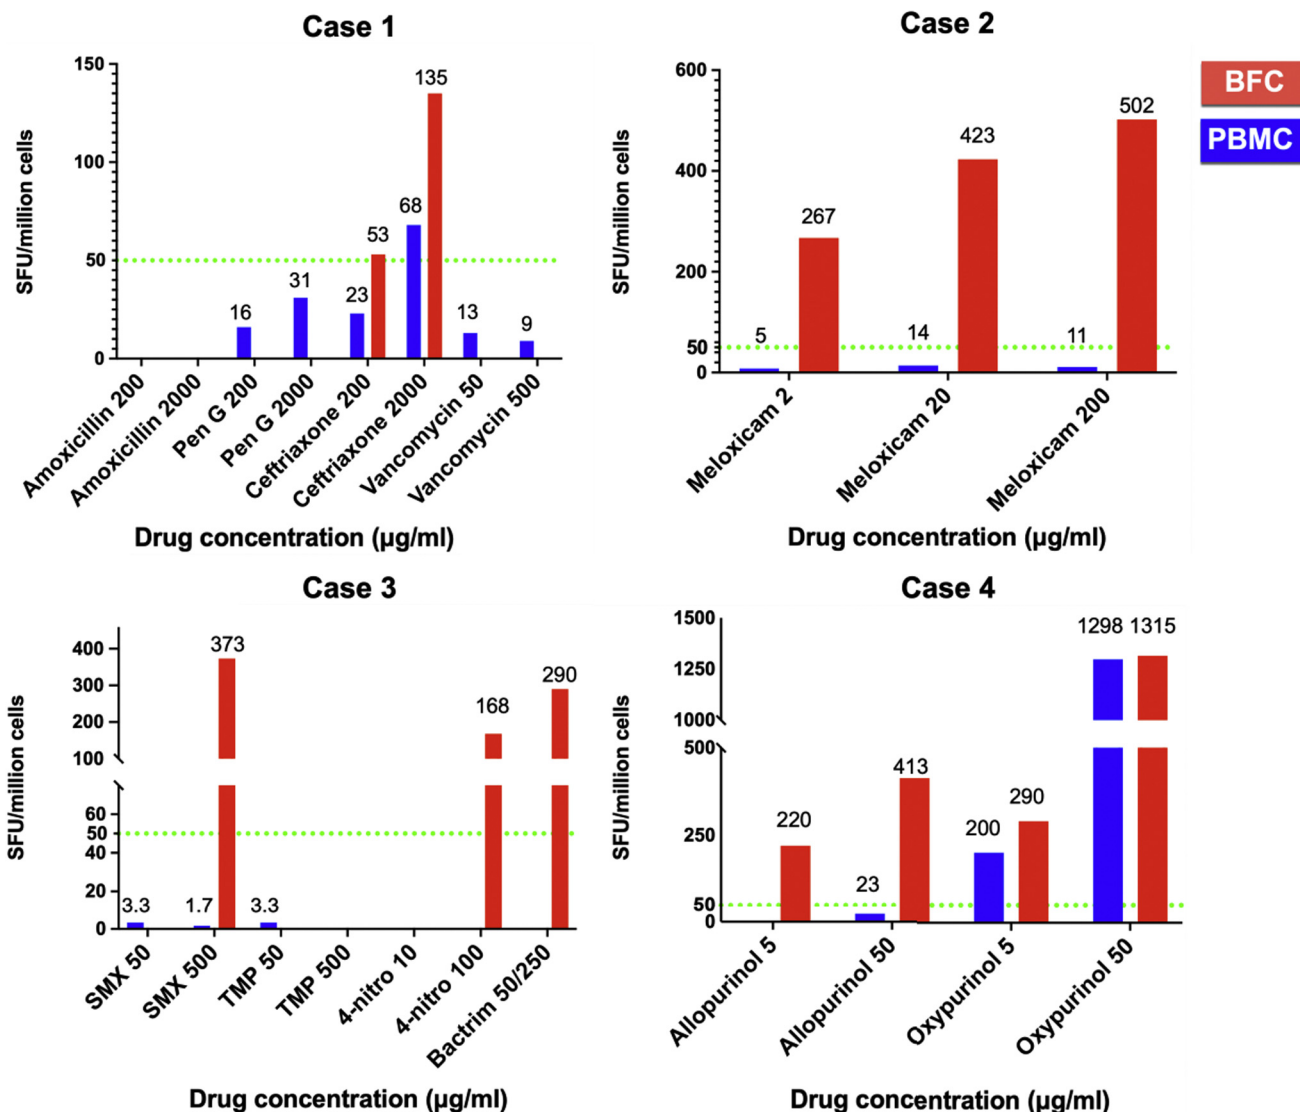 Case 1
150
100
50
0
SFU/million cells
16
31
23
53
68
135
13
9
Amoxicillin 200
Amoxicillin 2000
Pen G 200
Pen G 2000
Ceftriaxone 200
Ceftriaxone 2000
Vancomycin 50
Vancomycin 500
Drug concentration (µg/ml)
Case 2
600
400
200
50
0
SFU/million cells
5
267
14
423
11
502
Meloxicam 2
Meloxicam 20
Meloxicam 200
Drug concentration (µg/ml)
BFC
PBMC
Case 3
400
300
200
100
60
50
40
20
0
SFU/million cells
3.3
1.7
373
3.3
168
290
SMX 50
SMX 500
TMP 50
TMP 500
4-nitro 10
4-nitro 100
Bactrim 50/250
Drug concentration (µg/ml)
Case 4
1500
1250
1000
500
250
50
0
SFU/million cells
220
23
413
200
290
1298
1315
Allopurinol 5
Allopurinol 50
Oxypurinol 5
Oxypurinol 50
Drug concentration (µg/ml)